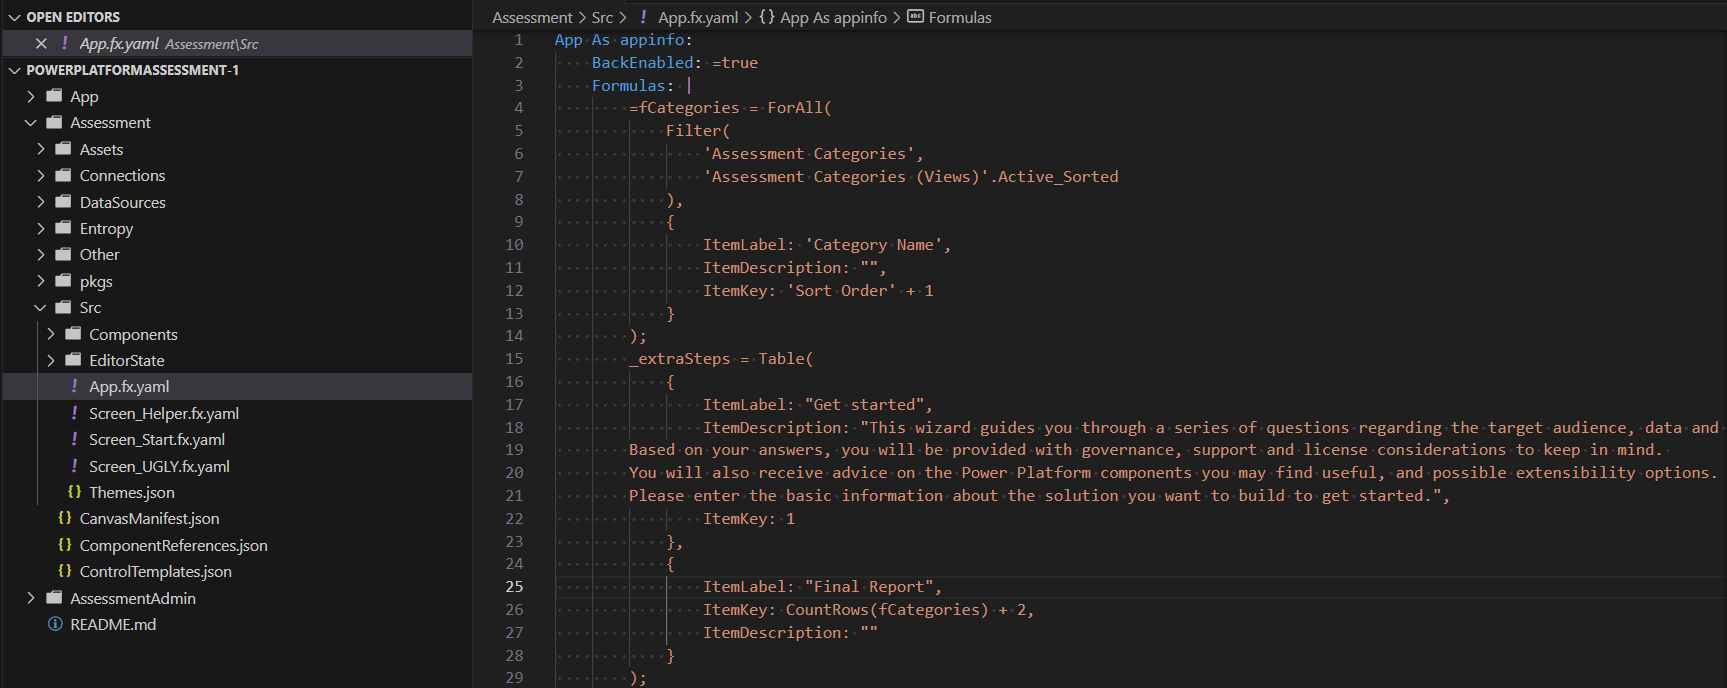 OPEN EDITORS
App.fx.yaml Assessment\Src
POWERPLATFORMASSESSMENT-1
App
Assessment
Assets
Connections
DataSources
Entropy
Other
pkgs
Src
Components
EditorState
! App.fx.yaml
! Screen_Helper.fx.yaml
! Screen_Start.fx.yaml
! Screen_UGLY.fx.yaml
{} Themes.json
{} CanvasManifest.json
{} ComponentReferences.json
{} ControlTemplates.json
AssessmentAdmin
README.md
Assessment > Src > ! App.fx.yaml > {} App As appinfo > abc Formulas
1 App As appinfo:
2 BackEnabled: =true
3 Formulas: |
4 =fCategories = ForAll(
5 Filter(
6 'Assessment Categories',
7 'Assessment Categories (Views)'.Active_Sorted
8 ),
9 {
10 ItemLabel: 'Category Name',
11 ItemDescription: "",
12 ItemKey: 'Sort Order' + 1
13 }
14 );
15 _extraSteps = Table(
16 {
17 ItemLabel: "Get started",
18 ItemDescription: "This wizard guides you through a series of questions regarding the target audience, data and
19 Based on your answers, you will be provided with governance, support and license considerations to keep in mind.
20 You will also receive advice on the Power Platform components you may find useful, and possible extensibility options.
21 Please enter the basic information about the solution you want to build to get started.",
22 ItemKey: 1
23 },
24 {
25 ItemLabel: "Final Report",
26 ItemKey: CountRows(fCategories) + 2,
27 ItemDescription: ""
28 }
29 );